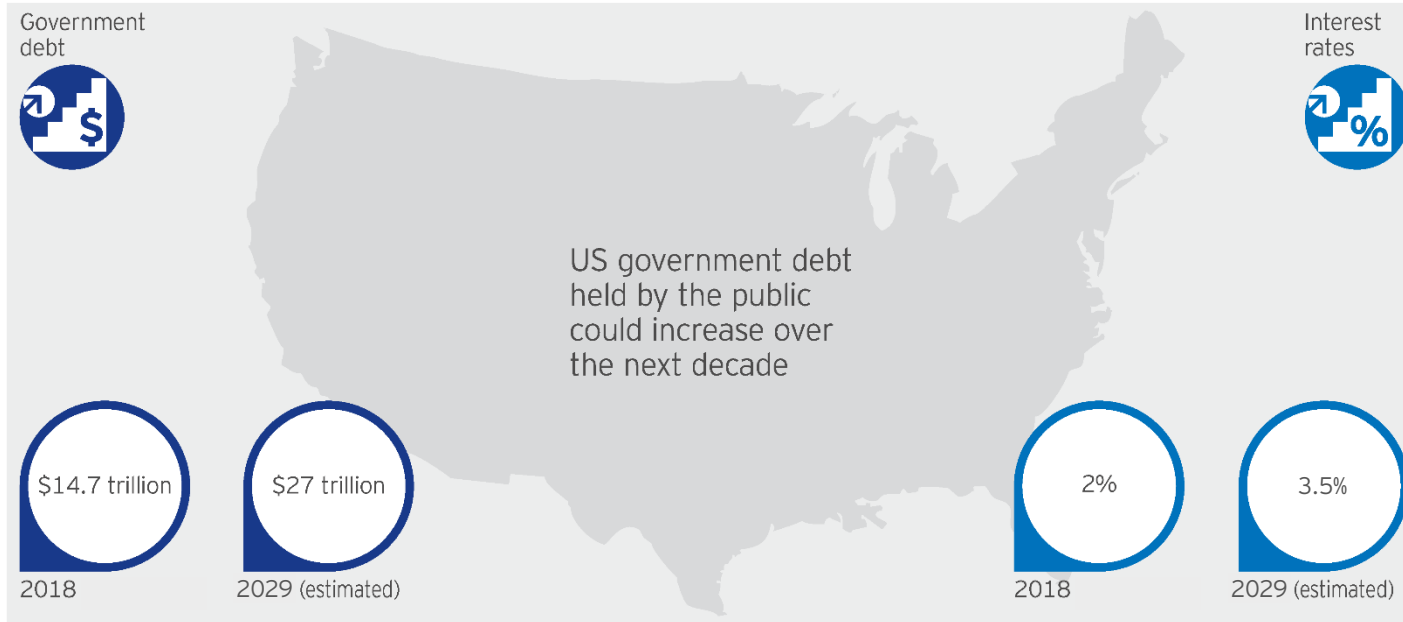 Government
debt
$
Interest
rates
%
US government debt
held by the public
could increase over
the next decade
$14.7 trillion
$27 trillion
2%
3.5%
2018
2029 (estimated)
2018
2029 (estimated)